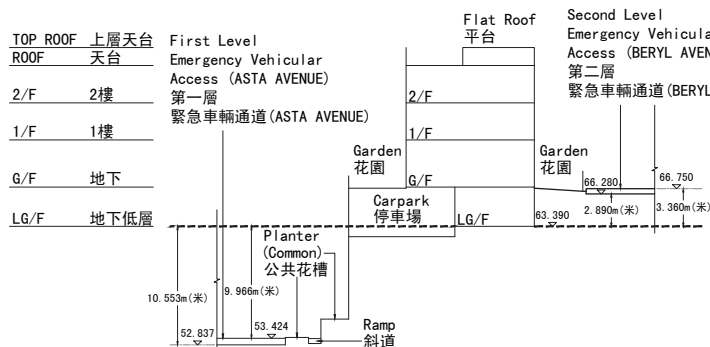 TOP ROOF 上層天台
ROOF 天台
2/F 2樓
1/F 1樓
G/F 地下
LG/F 地下低層
First Level
Emergency Vehicular
Access (ASTA AVENUE)
第一層
緊急車輛通道(ASTA AVENUE)
Flat Roof
平台
Second Level
Emergency Vehicula
Access (BERYL AVEN
第二層
緊急車輛通道(BERYL
2/F
1/F
Garden
花園
G/F
Garden
花園
66.280
66.750
Carpark
停車場
LG/F
63.390
2.890m(米)
3.360m(米)
Planter
(Common)
公共花槽
10.553m(米)
9.966m(米)
52.837
53.424
Ramp
斜道